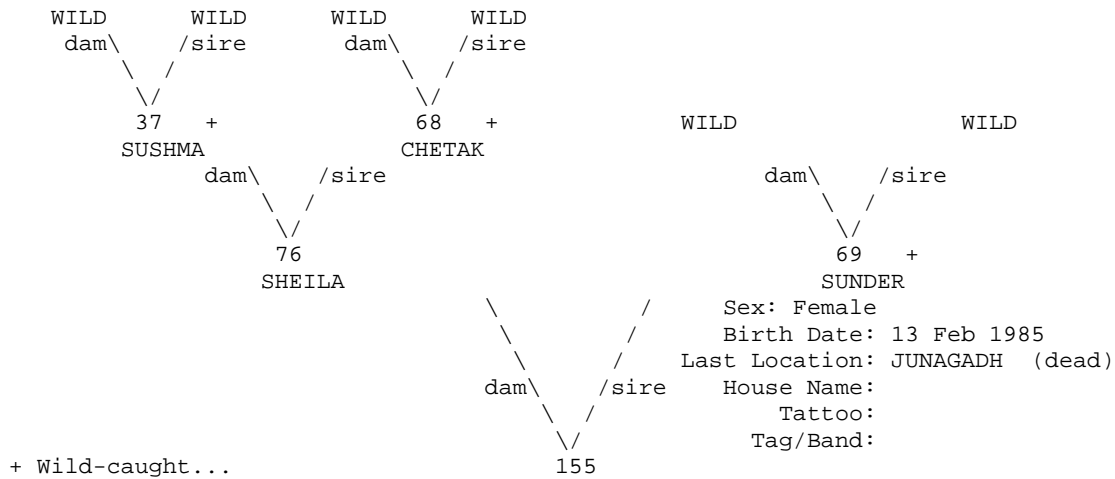 WILD WILD WILD WILD
dam\ /sire dam\ /sire
\ / \ /
\/ \/
37 + 68 + WILD WILD
SUSHMA CHETAK
dam\ /sire dam\ /sire
\ / \ /
\/ \/
76 69 +
SHEILA SUNDER
\ / Sex: Female
\ / Birth Date: 13 Feb 1985
\ / Last Location: JUNAGADH (dead)
dam\ /sire House Name:
\ / Tattoo:
\/ Tag/Band:
+ Wild-caught... 155